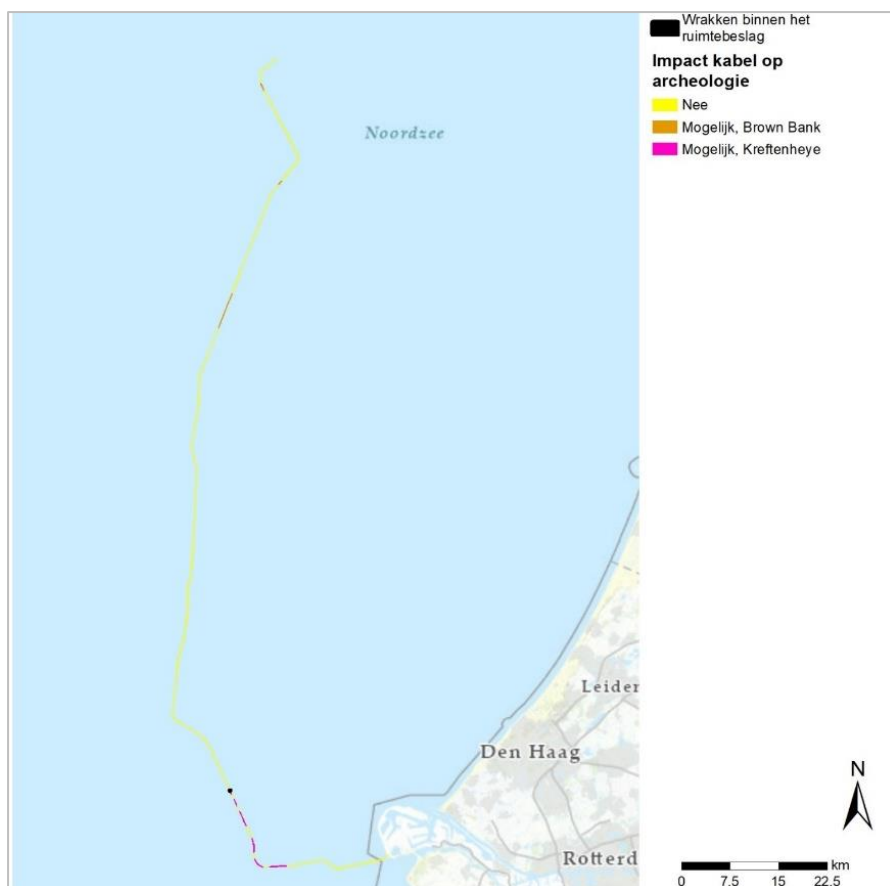 Wrakken binnen het
ruimtebeslag
Impact kabel op
archeologie
Nee
Mogelijk, Brown Bank
Mogelijk, Kreftenheye
Noordzee
Leiden
Den Haag
Rotterd
N
km
0 7.5 15 22.5